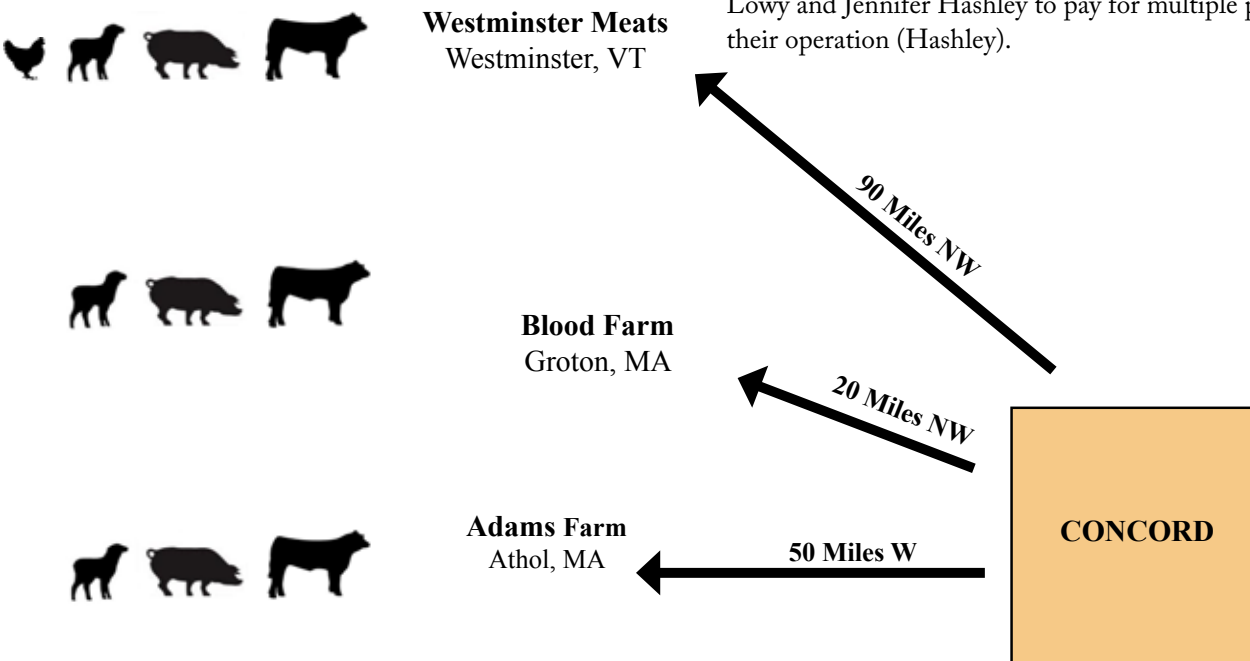 Lowy and Jennifer Hashley to pay for multiple
their operation (Hashley).
Westminster Meats
Westminster, VT
90 Miles NW
Blood Farm
Groton, MA
20 Miles NW
Adams Farm
Athol, MA
50 Miles W
CONCORD